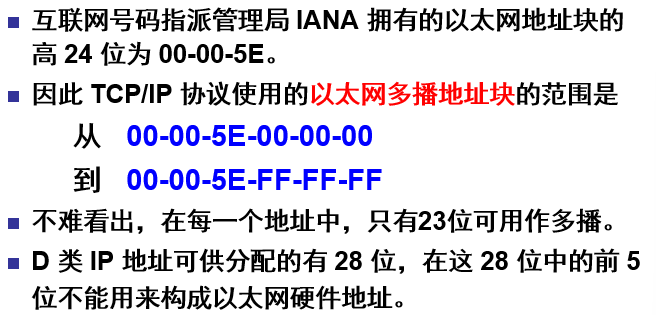 互联网号码指派管理局 IANA 拥有的以太网地址块的
高 24 位为 00-00-5E。
因此 TCP/IP 协议使用的以太网多播地址块的范围是
从 00-00-5E-00-00-00
到 00-00-5E-FF-FF-FF
不难看出，在每一个地址中，只有23位可用作多播。
D 类 IP 地址可供分配的有 28 位，在这 28 位中的前 5
位不能用来构成以太网硬件地址。